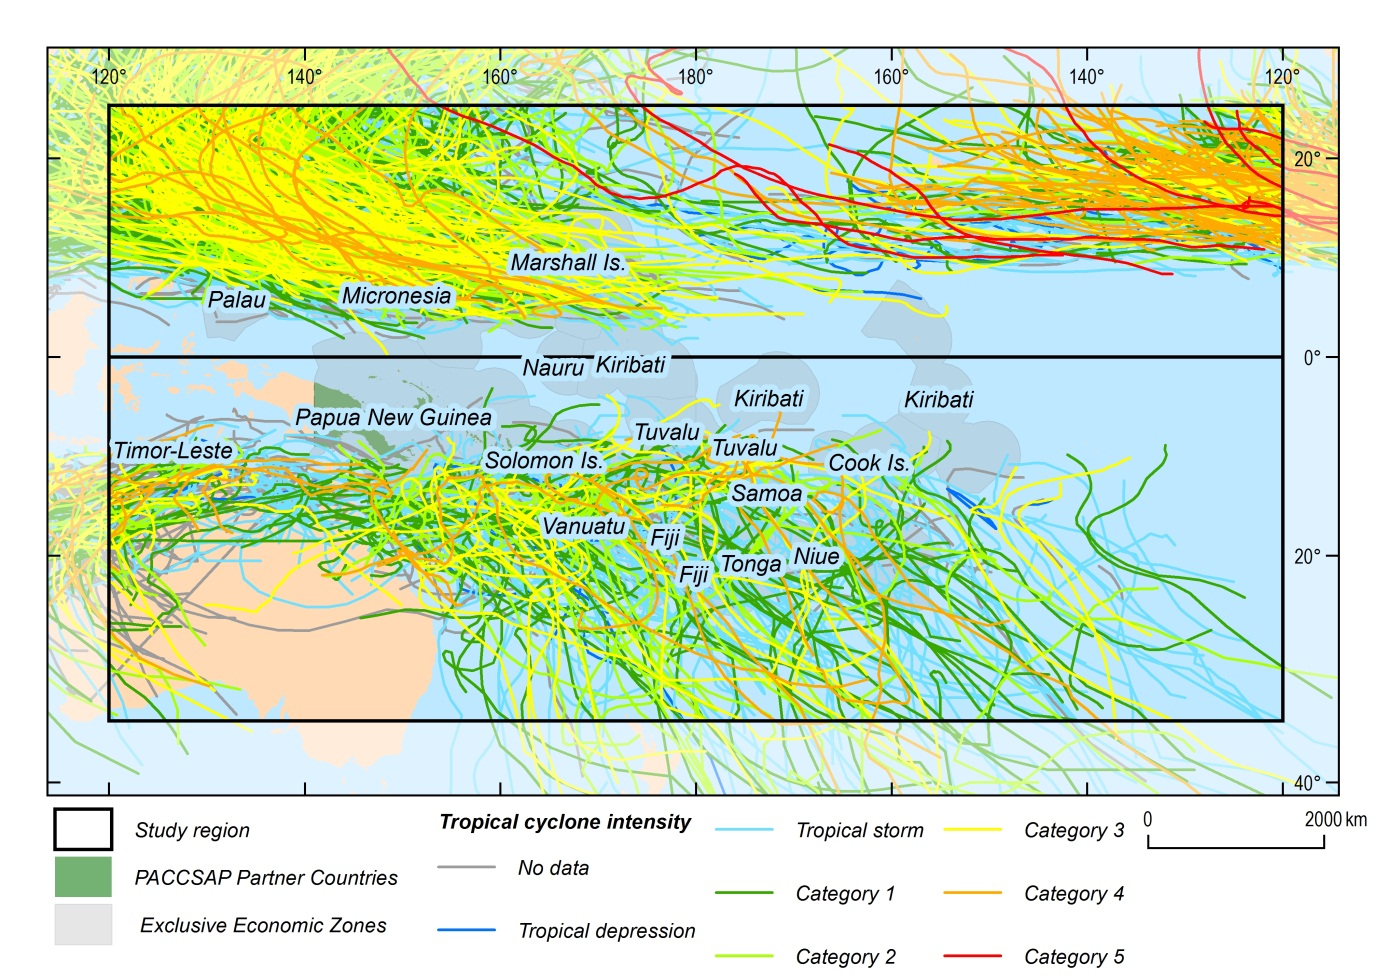 120° 140° 160° 180° 160° 140° 120°
20°
Marshall Is.
Palau Micronesia
0°
Nauru Kiribati
Kiribati Kiribati
Papua New Guinea
Tuvalu
Timor-Leste Solomon Is. Tuvalu Cook Is.
Samoa
Vanuatu Fiji
Fiji Tonga Niue 20°
40°
Study region
PACCSAP Partner Countries
Exclusive Economic Zones
Tropical cyclone intensity
No data
Tropical depression
Tropical storm
Category 1
Category 2
Category 3
Category 4
Category 5
0 2000 km